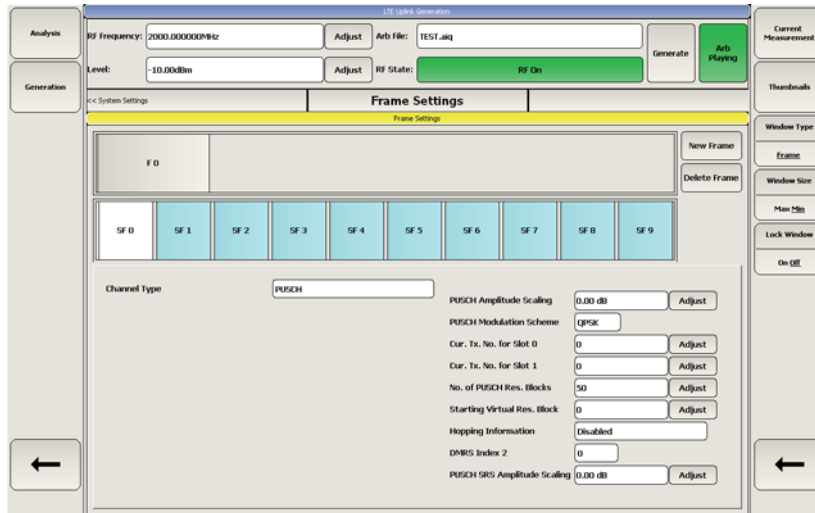 LTE Uplink Generation
Analysis
Generation
RF Frequency: 2000.000000MHz Adjust Arb File: TEST.aiq
Level: -10.00dBm Adjust RF State: RF On
Generate
Arb
Playing
<< System Settings Frame Settings
Frame Settings
F 0
New Frame
Delete Frame
SF 0 SF 1 SF 2 SF 3 SF 4 SF 5 SF 6 SF 7 SF 8 SF 9
Channel Type PUSCH
PUSCH Amplitude Scaling 0.00 dB Adjust
PUSCH Modulation Scheme QPSK
Cur. Tx. No. for Slot 0 0 Adjust
Cur. Tx. No. for Slot 1 0 Adjust
No. of PUSCH Res. Blocks 50 Adjust
Starting Virtual Res. Block 0 Adjust
Hopping Information Disabled
DMRS Index 2 0
PUSCH SRS Amplitude Scaling 0.00 dB Adjust
Current
Measurement
Thumbnails
Window Type
Frame
Window Size
Max Min
Lock Window
On Off